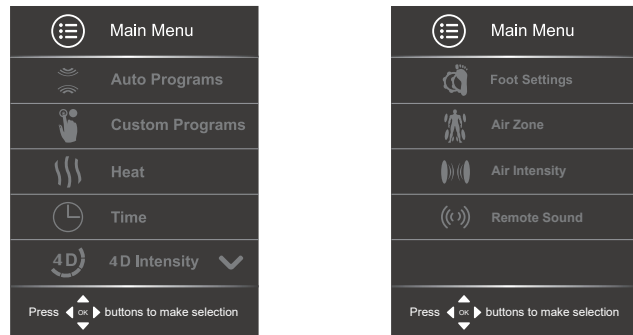 Main Menu
Auto Programs
Custom Programs
Heat
Time
4D 4D Intensity
Press OK buttons to make selection
Main Menu
Foot Settings
Air Zone
Air Intensity
Remote Sound
Press OK buttons to make selection